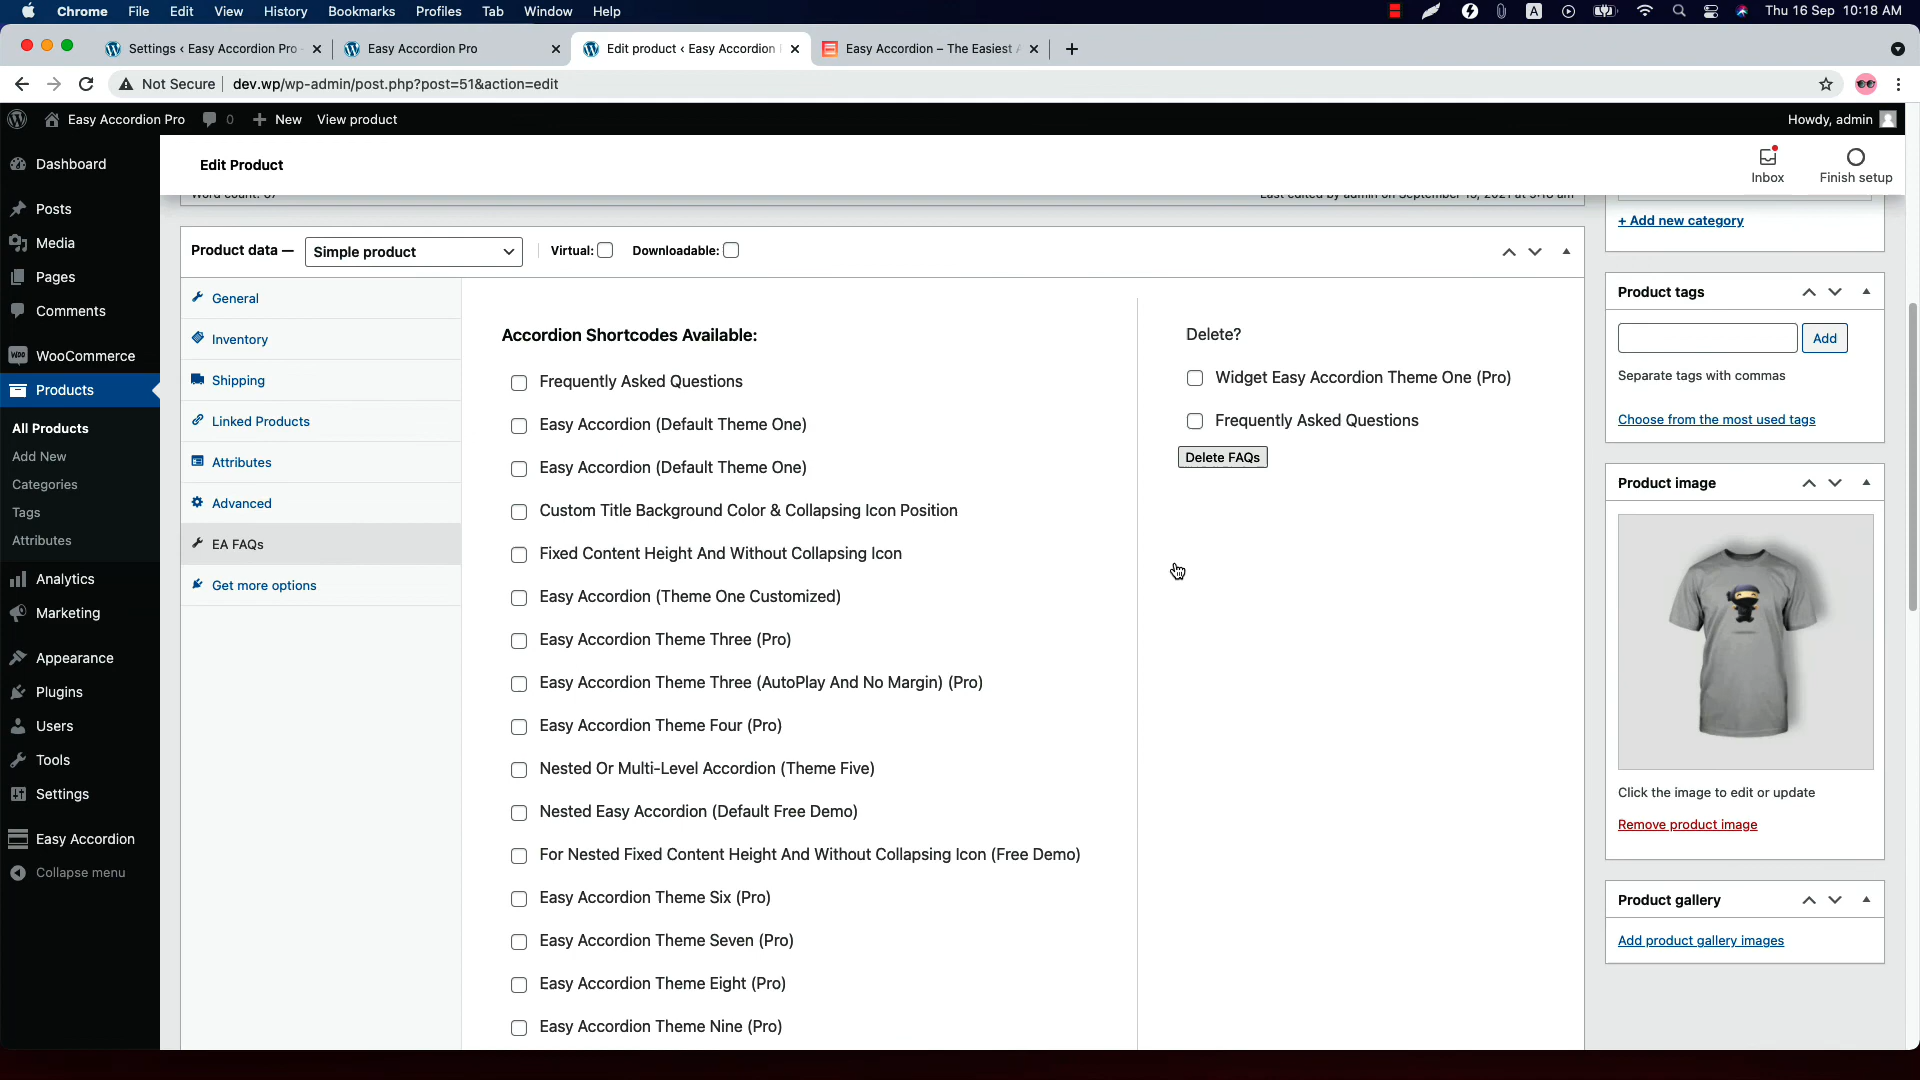 Chrome File Edit View History Bookmarks Profiles Tab Window Help A Thu 16 Sep 10:18 AM
Settings ‹ Easy Accordion Pro Easy Accordion Pro Edit product ‹ Easy Accordion Easy Accordion – The Easiest
Not Secure dev.wp/wp-admin/post.php?post=51&action=edit
Easy Accordion Pro 0 New View product Howdy, admin
Edit Product
Inbox Finish setup
Dashboard
Posts
Media
Pages
Comments
WooCommerce
Products
All Products
Add New
Categories
Tags
Attributes
Analytics
Marketing
Appearance
Plugins
Users
Tools
Settings
Easy Accordion
Collapse menu
Product data — Simple product Virtual: Downloadable:
General
Inventory
Shipping
Linked Products
Attributes
Advanced
EA FAQs
Get more options
Accordion Shortcodes Available:
Frequently Asked Questions
Easy Accordion (Default Theme One)
Easy Accordion (Default Theme One)
Custom Title Background Color & Collapsing Icon Position
Fixed Content Height And Without Collapsing Icon
Easy Accordion (Theme One Customized)
Easy Accordion Theme Three (Pro)
Easy Accordion Theme Three (AutoPlay And No Margin) (Pro)
Easy Accordion Theme Four (Pro)
Nested Or Multi-Level Accordion (Theme Five)
Nested Easy Accordion (Default Free Demo)
For Nested Fixed Content Height And Without Collapsing Icon (Free Demo)
Easy Accordion Theme Six (Pro)
Easy Accordion Theme Seven (Pro)
Easy Accordion Theme Eight (Pro)
Easy Accordion Theme Nine (Pro)
Delete?
Widget Easy Accordion Theme One (Pro)
Frequently Asked Questions
Delete FAQs
+ Add new category
Product tags
Add
Separate tags with commas
Choose from the most used tags
Product image
Click the image to edit or update
Remove product image
Product gallery
Add product gallery images